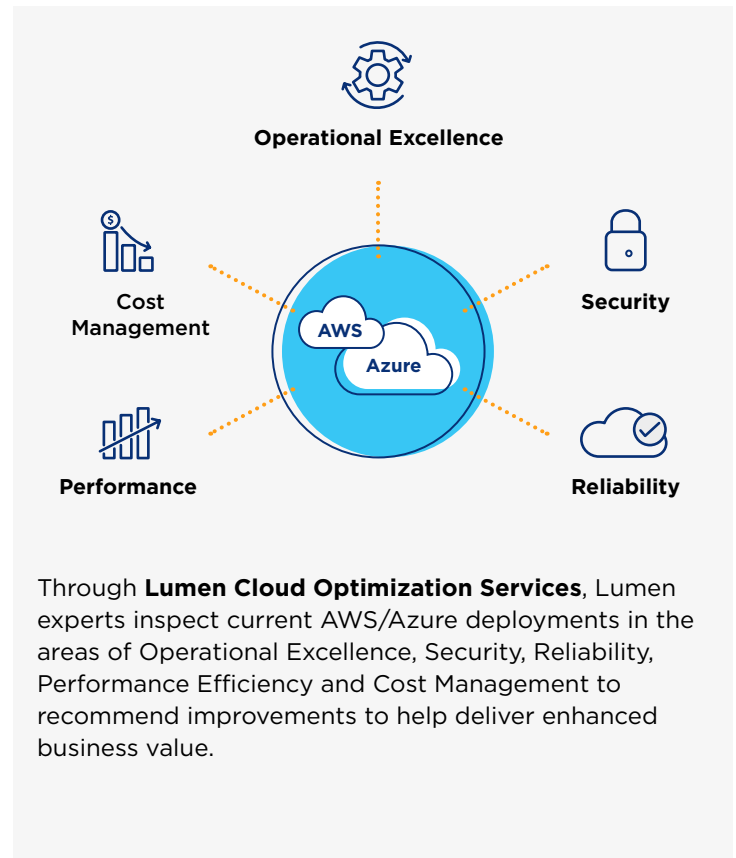 Operational Excellence
$
Cost
Management
Security
AWS
Azure
Performance
Reliability
Through Lumen Cloud Optimization Services, Lumen
experts inspect current AWS/Azure deployments in the
areas of Operational Excellence, Security, Reliability,
Performance Efficiency and Cost Management to
recommend improvements to help deliver enhanced
business value.